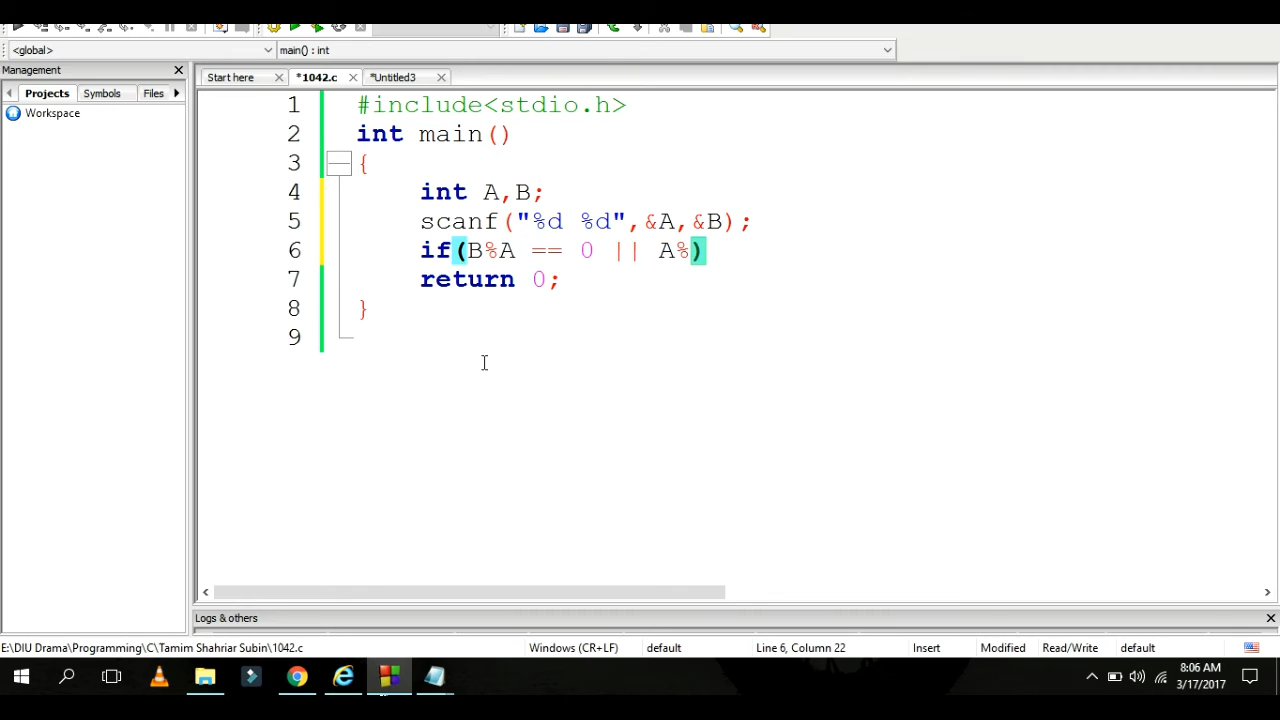 <global>
main() : int
Management
Projects Symbols Files
Workspace
Start here *1042.c *Untitled3
1 #include<stdio.h>
2 int main()
3 {
4 int A,B;
5 scanf("%d %d",&A,&B);
6 if(B%A == 0 || A%)
7 return 0;
8 }
9
Logs & others
E:\DIU Drama\Programming\C\Tamim Shahriar Subin\1042.c Windows (CR+LF) default Line 6, Column 22 Insert Modified Read/Write default
8:06 AM
3/17/2017